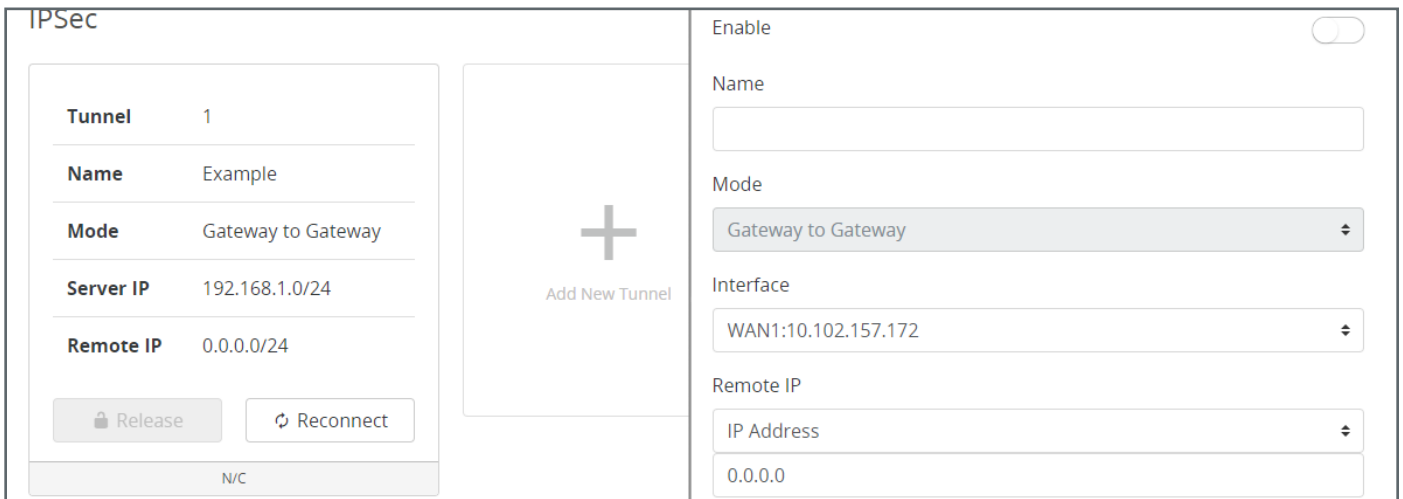 IPSec
Tunnel 1
Name Example
Mode Gateway to Gateway
Server IP 192.168.1.0/24
Remote IP 0.0.0.0/24
Release Reconnect
N/C
Add New Tunnel
Enable
Name
Mode
Gateway to Gateway
Interface
WAN1:10.102.157.172
Remote IP
IP Address
0.0.0.0